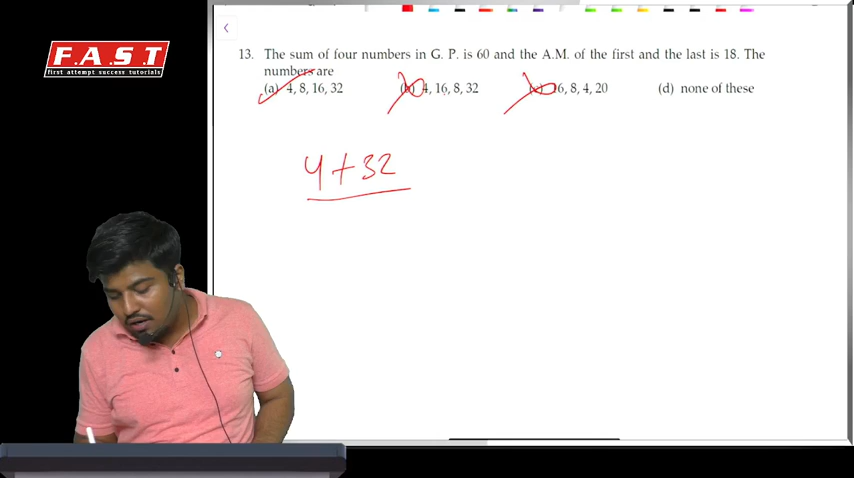 F.A.S.T
first attempt success tutorials
13. The sum of four numbers in G. P. is 60 and the A.M. of the first and the last is 18. The
numbers are
(a) 4, 8, 16, 32 (b) 4, 16, 8, 32 (c) 16, 8, 4, 20 (d) none of these
4 + 32